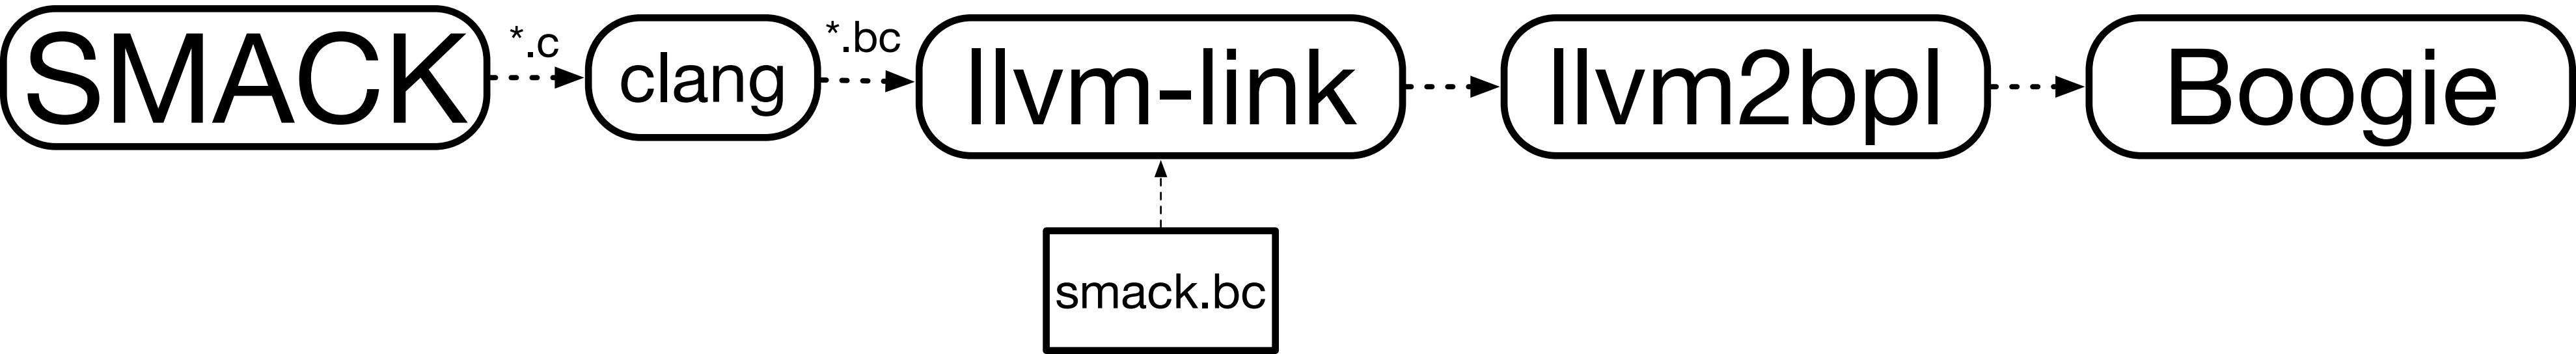 SMACK
*.c
clang
*.bc
llvm-link
llvm2bpl
Boogie
smack.bc